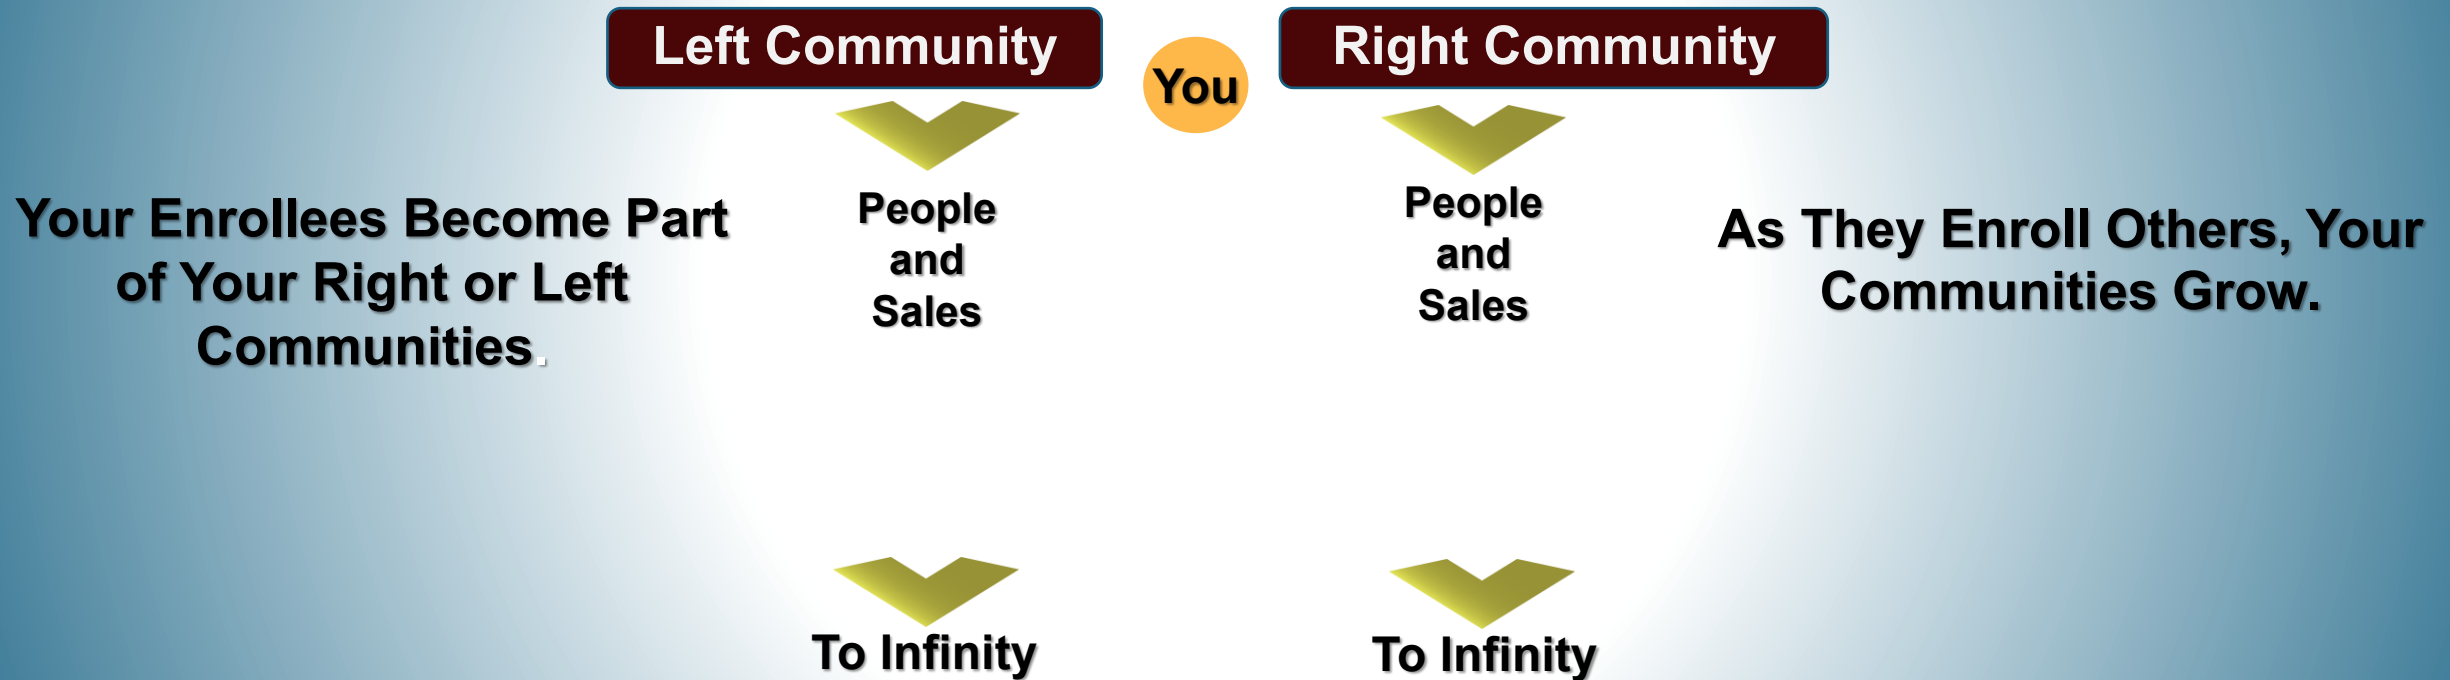 Left Community
You
Right Community
Your Enrollees Become Part
of Your Right or Left
Communities.
People
and
Sales
People
and
Sales
As They Enroll Others, Your
Communities Grow.
To Infinity
To Infinity